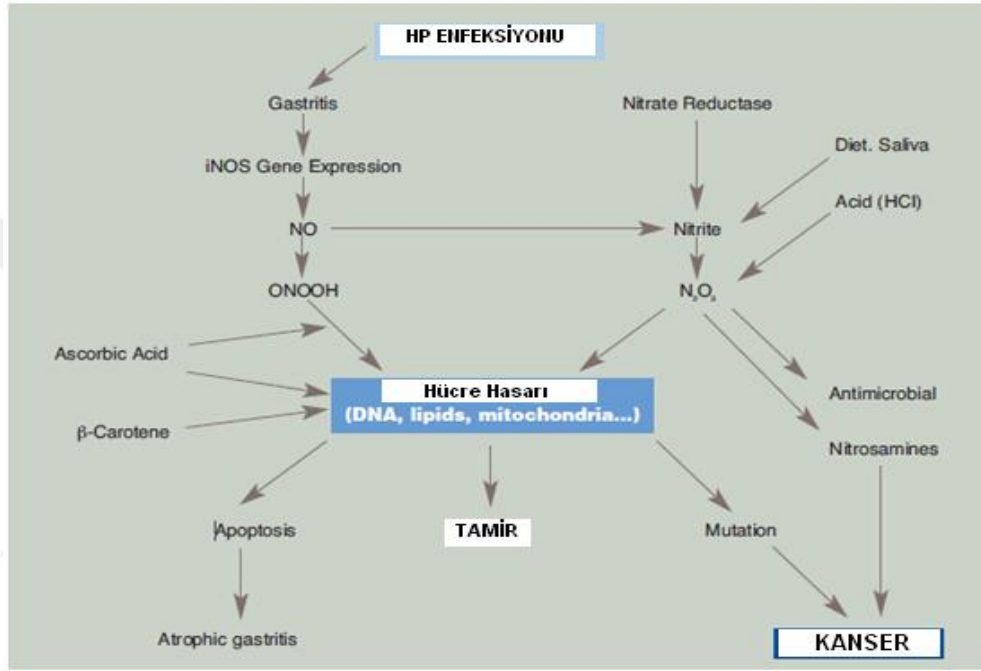 HP ENFEKSİYONU
Gastritis
Nitrate Reductase
Diet. Saliva
iNOS Gene Expression
Acid (HCl)
NO
Nitrite
ONOOH
N₂O₃
Ascorbic Acid
Hücre Hasarı
(DNA, lipids, mitochondria...)
Antimicrobial
β-Carotene
Nitrosamines
Apoptosis
TAMİR
Mutation
Atrophic gastritis
KANSER